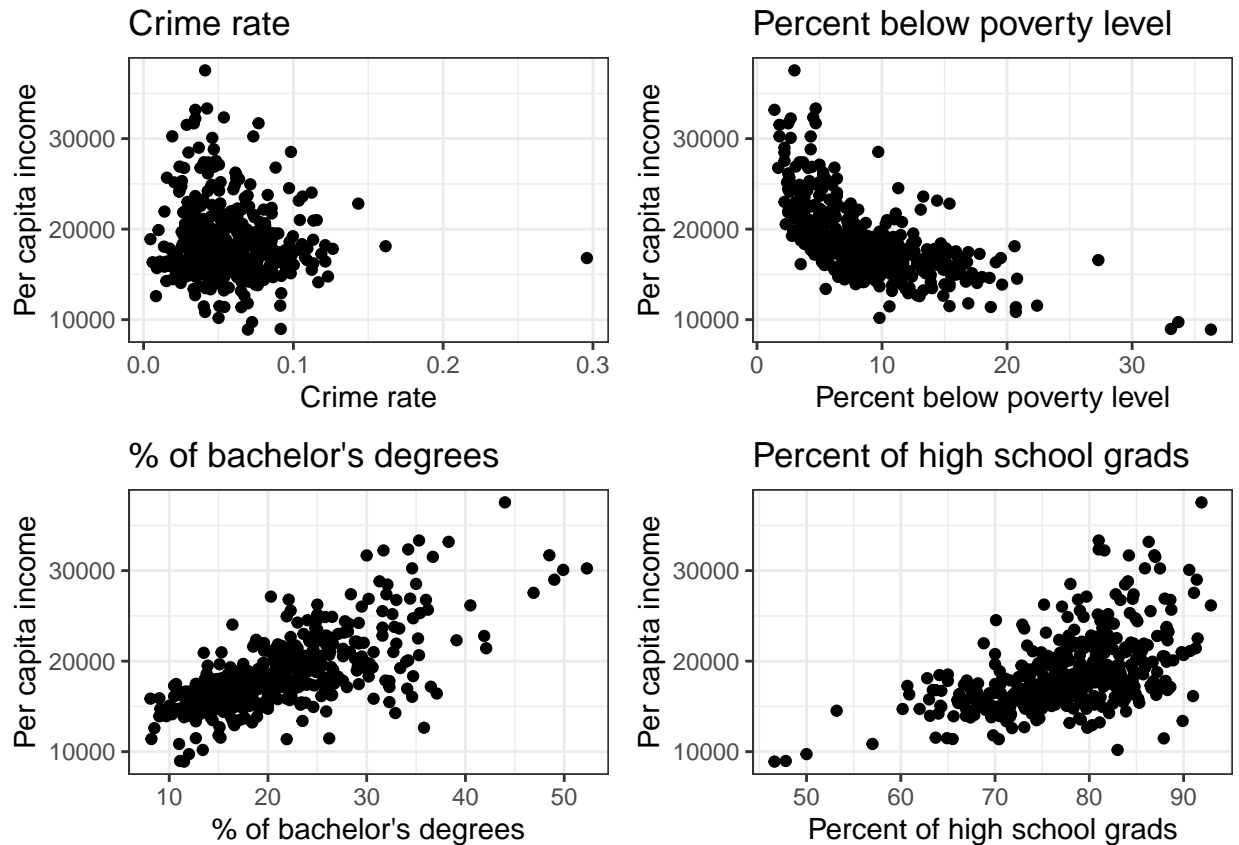 Crime rate
Per capita income
30000
20000
10000
0.0 0.1 0.2 0.3
Crime rate
Percent below poverty level
Per capita income
30000
20000
10000
0 10 20 30
Percent below poverty level
% of bachelor's degrees
Per capita income
30000
20000
10000
10 20 30 40 50
% of bachelor's degrees
Percent of high school grads
Per capita income
30000
20000
10000
50 60 70 80 90
Percent of high school grads